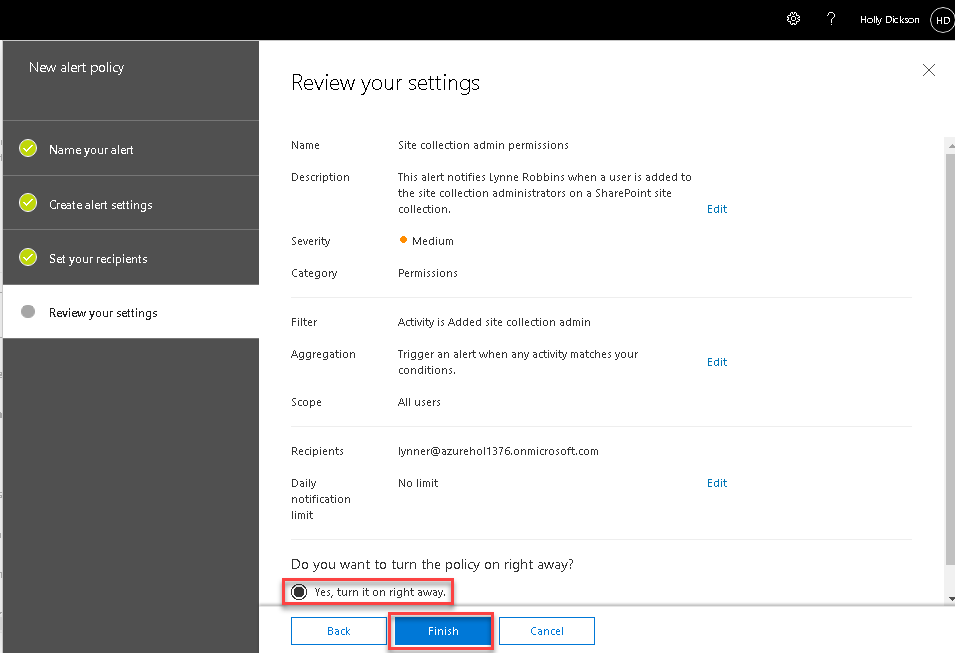 ? Holly Dickson HD
New alert policy
Name your alert
Create alert settings
Set your recipients
Review your settings
Review your settings
Name Site collection admin permissions
Description This alert notifies Lynne Robbins when a user is added to
the site collection administrators on a SharePoint site
collection.
Edit
Severity Medium
Category Permissions
Filter Activity is Added site collection admin
Aggregation Trigger an alert when any activity matches your
conditions.
Edit
Scope All users
Recipients lynner@azurehol1376.onmicrosoft.com
Daily No limit Edit
notification
limit
Do you want to turn the policy on right away?
Yes, turn it on right away.
Back Finish Cancel